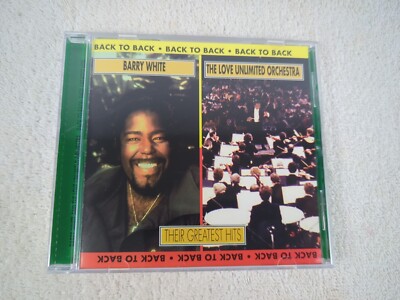 BACK TO BACK • BACK TO BACK • BACK TO BACK
BARRY WHITE
THE LOVE UNLIMITED ORCHESTRA
THEIR GREATEST HITS
BACK TO BACK • BACK TO BACK • BACK TO BACK